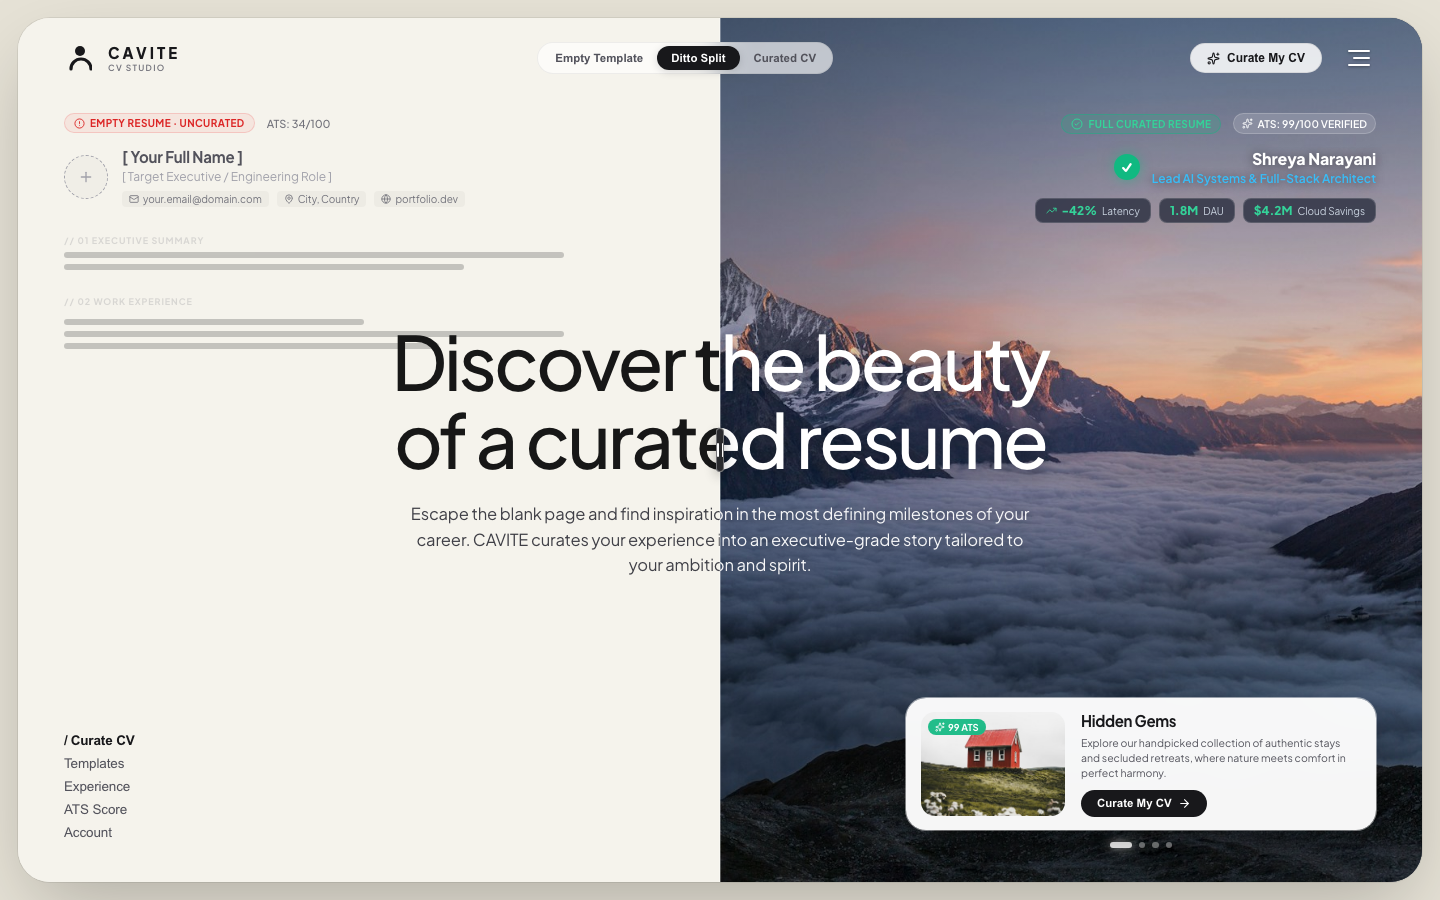 CAVITE
CV STUDIO
Empty Template
Ditto Split
Curated CV
Curate My CV
EMPTY RESUME · UNCURATED
ATS: 34/100
[ Your Full Name ]
[ Target Executive / Engineering Role ]
your.email@domain.com
City, Country
portfolio.dev
// 01 EXECUTIVE SUMMARY
// 02 WORK EXPERIENCE
FULL CURATED RESUME
ATS: 99/100 VERIFIED
Shreya Narayani
Lead AI Systems & Full-Stack Architect
−42% Latency
1.8M DAU
$4.2M Cloud Savings
Discover the beauty
of a curated resume
Escape the blank page and find inspiration in the most defining milestones of your
career. CAVITE curates your experience into an executive-grade story tailored to
your ambition and spirit.
/ Curate CV
Templates
Experience
ATS Score
Account
99 ATS
Hidden Gems
Explore our handpicked collection of authentic stays
and secluded retreats, where nature meets comfort in
perfect harmony.
Curate My CV